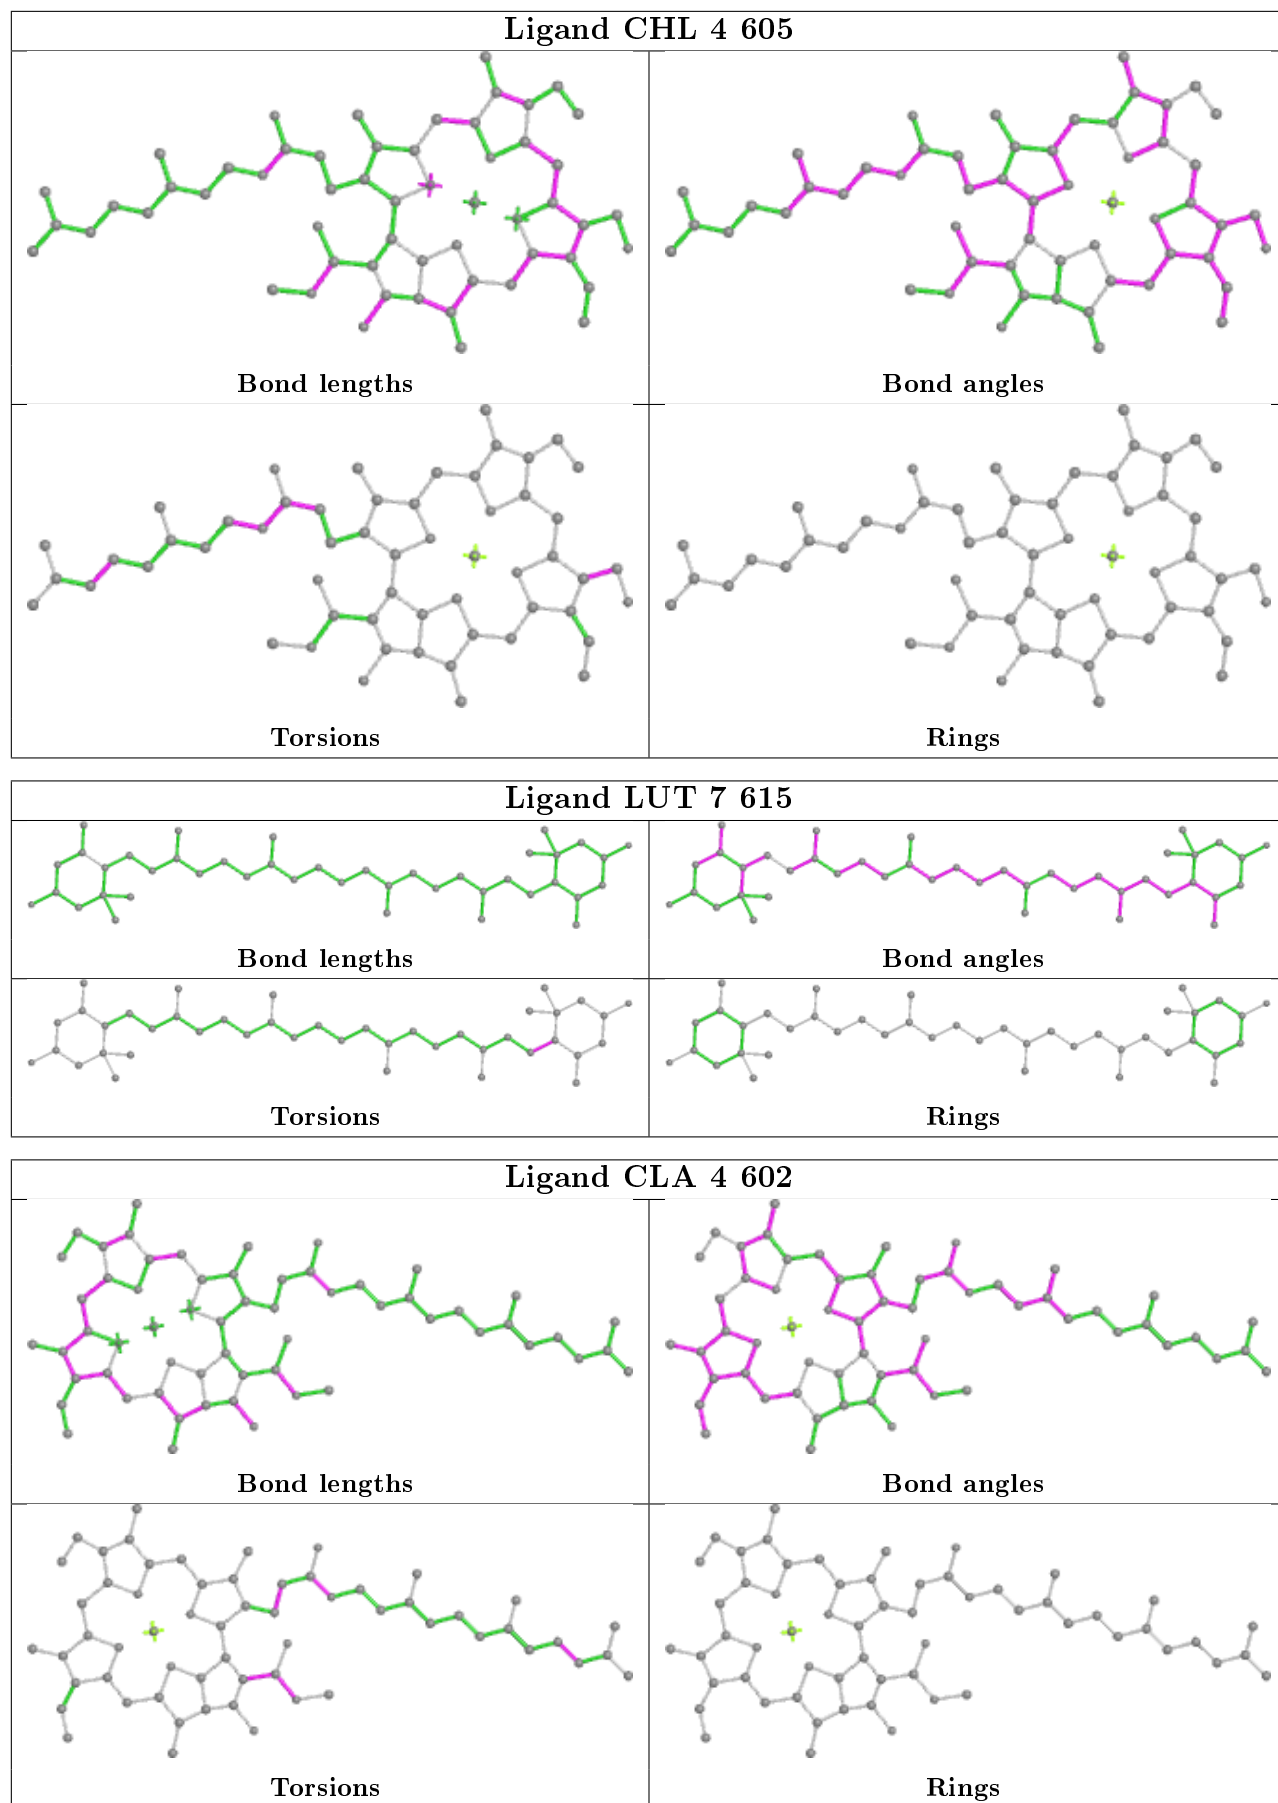 Ligand CHL 4 605
Bond lengths
Bond angles
Torsions
Rings
Ligand LUT 7 615
Bond lengths
Bond angles
Torsions
Rings
Ligand CLA 4 602
Bond lengths
Bond angles
Torsions
Rings